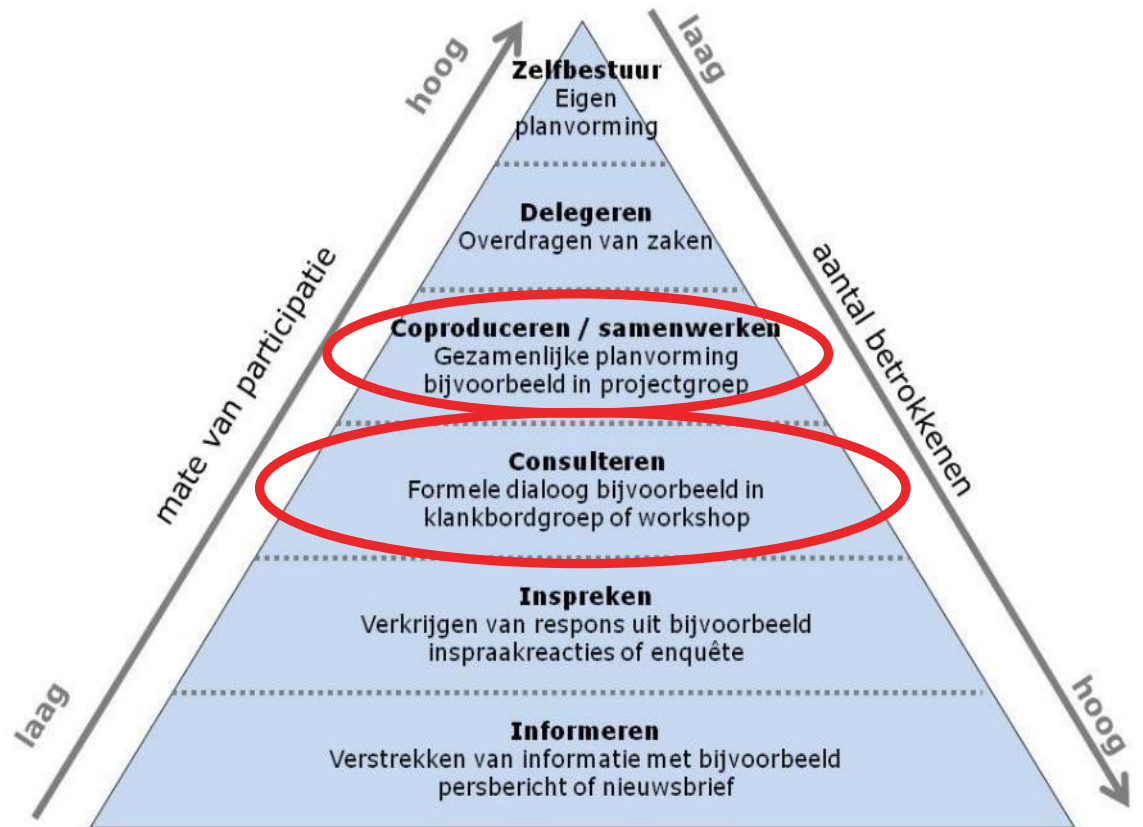 hoog
laag
Zelfbestuur
Eigen
planvorming
Delegeren
Overdragen van zaken
mate van participatie
aantal betrokkenen
Coproduceren / samenwerken
Gezamenlijke planvorming
bijvoorbeeld in projectgroep
Consulteren
Formele dialoog bijvoorbeeld in
klankbordgroep of workshop
Inspreken
Verkrijgen van respons uit bijvoorbeeld
inspraakreacties of enquête
laag
hoog
Informeren
Verstrekken van informatie met bijvoorbeeld
persbericht of nieuwsbrief